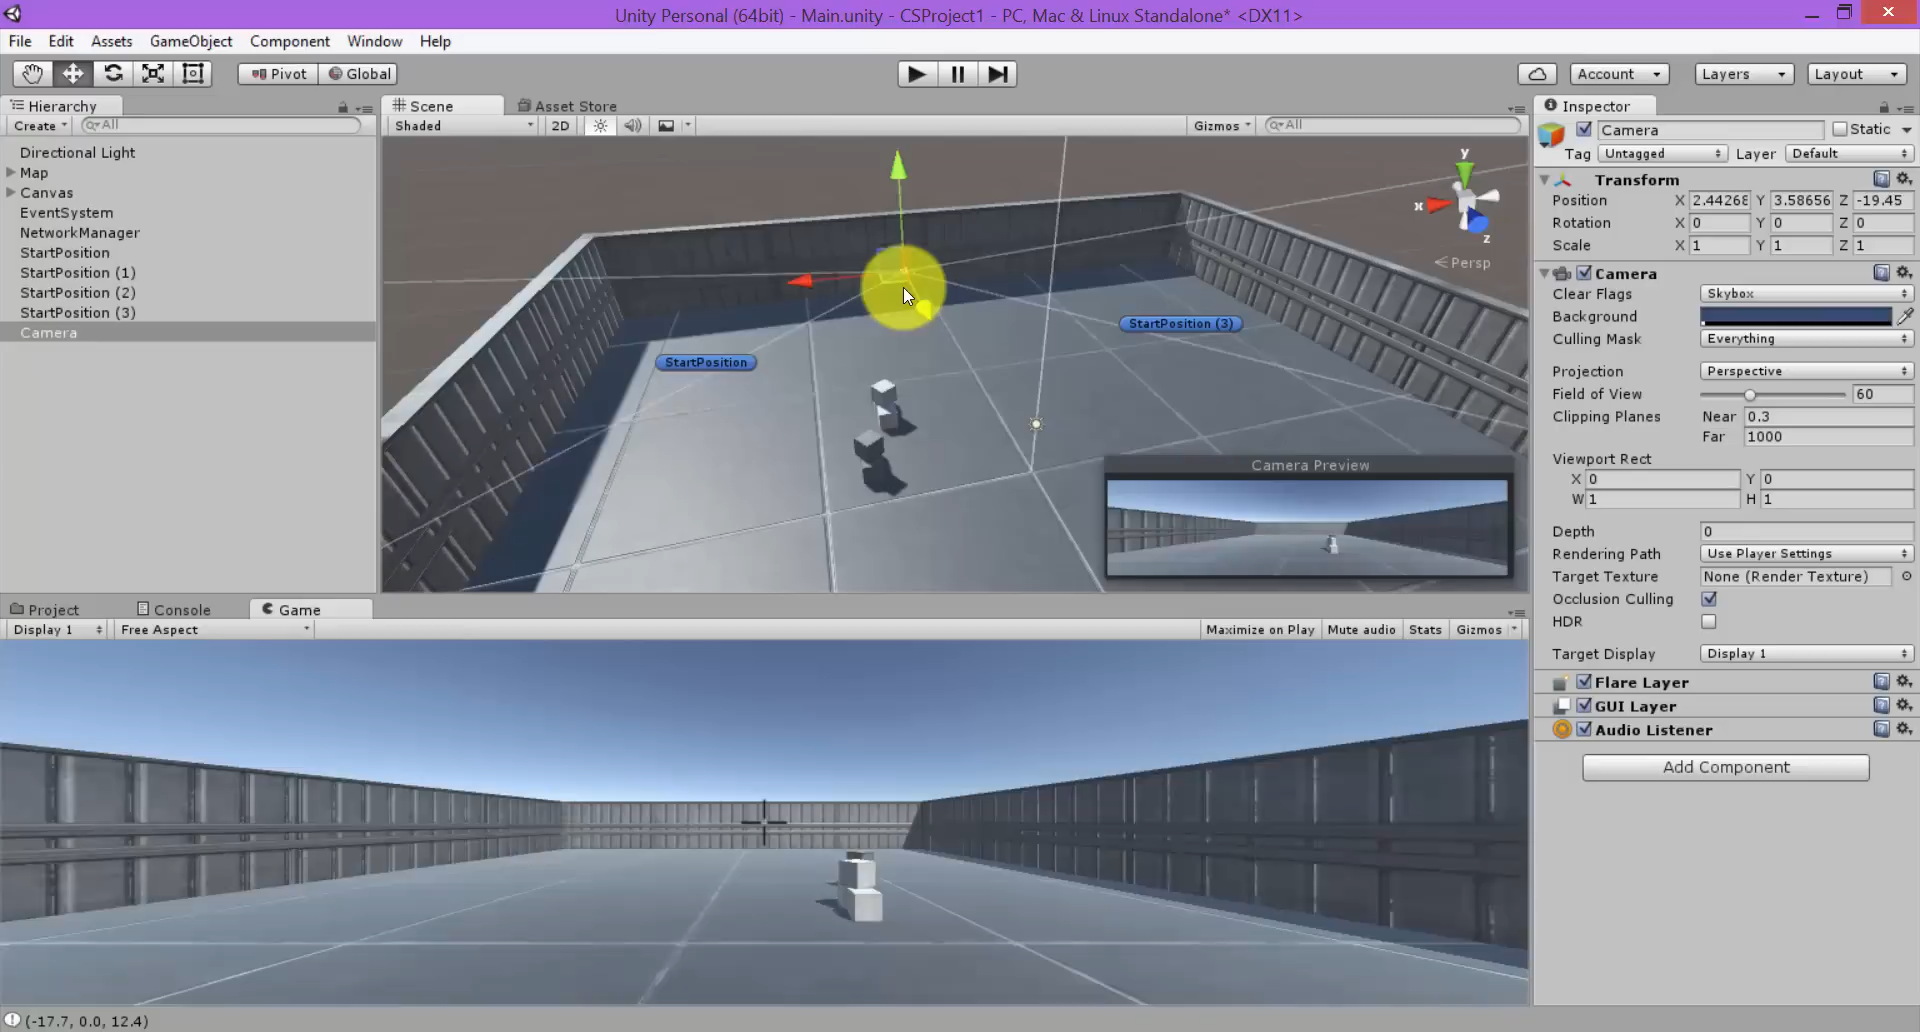 Unity Personal (64bit) - Main.unity - CSProject1 - PC, Mac & Linux Standalone* <DX11>
File Edit Assets GameObject Component Window Help
Pivot Global Account Layers Layout
Hierarchy
Create All
Directional Light
Map
Canvas
EventSystem
NetworkManager
StartPosition
StartPosition (1)
StartPosition (2)
StartPosition (3)
Camera
Scene Asset Store
Shaded 2D Gizmos All
y
x
z
Persp
StartPosition (3)
StartPosition
Camera Preview
Project Console Game
Display 1 Free Aspect Maximize on Play Mute audio Stats Gizmos
(-17.7, 0.0, 12.4)
Inspector
Camera Static
Tag Untagged Layer Default
Transform
Position X 2.44268 Y 3.58656 Z -19.45
Rotation X 0 Y 0 Z 0
Scale X 1 Y 1 Z 1
Camera
Clear Flags Skybox
Background
Culling Mask Everything
Projection Perspective
Field of View 60
Clipping Planes Near 0.3
Far 1000
Viewport Rect
X 0 Y 0
W 1 H 1
Depth 0
Rendering Path Use Player Settings
Target Texture None (Render Texture)
Occlusion Culling
HDR
Target Display Display 1
Flare Layer
GUI Layer
Audio Listener
Add Component